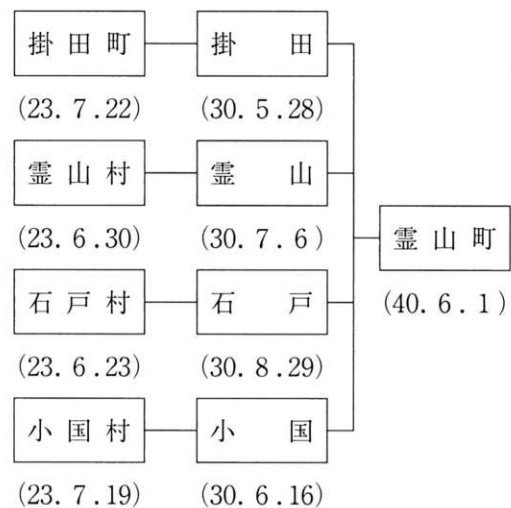 掛田町 掛田
(23.7.22) (30.5.28)
霊山村 霊山
(23.6.30) (30.7.6)
霊山町
石戸村 石戸
(40.6.1)
(23.6.23) (30.8.29)
小国村 小国
(23.7.19) (30.6.16)